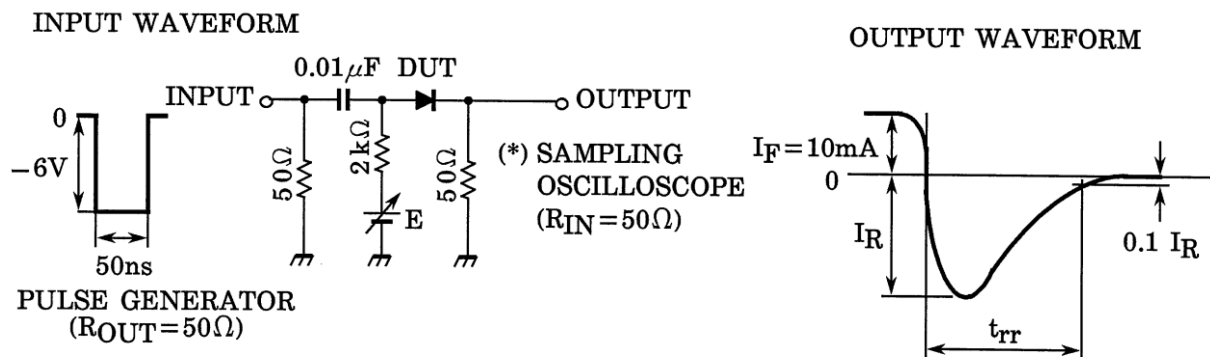 INPUT WAVEFORM
0
−6V
50ns
PULSE GENERATOR
(ROUT=50Ω)
0.01μF DUT
INPUT
OUTPUT
50Ω
2kΩ
E
50Ω
(*) SAMPLING
OSCILLOSCOPE
(RIN=50Ω)
OUTPUT WAVEFORM
IF=10mA
0
IR
0.1 IR
trr